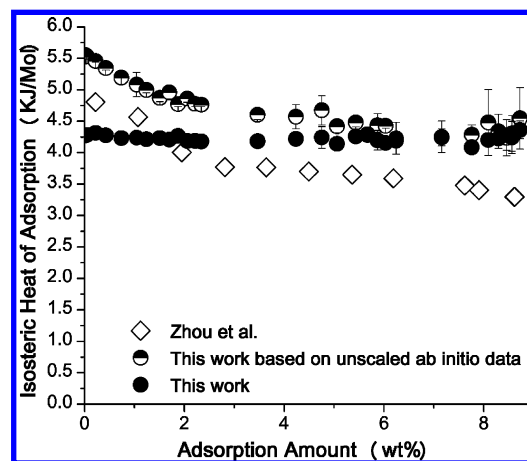 6.0
5.5
5.0
4.5
4.0
3.5
3.0
2.5
2.0
1.5
1.0
0.5
0.0
Isosteric Heat of Adsorption (KJ/Mol)
Zhou et al.
This work based on unscaled ab initio data
This work
0 2 4 6 8
Adsorption Amount (wt%)